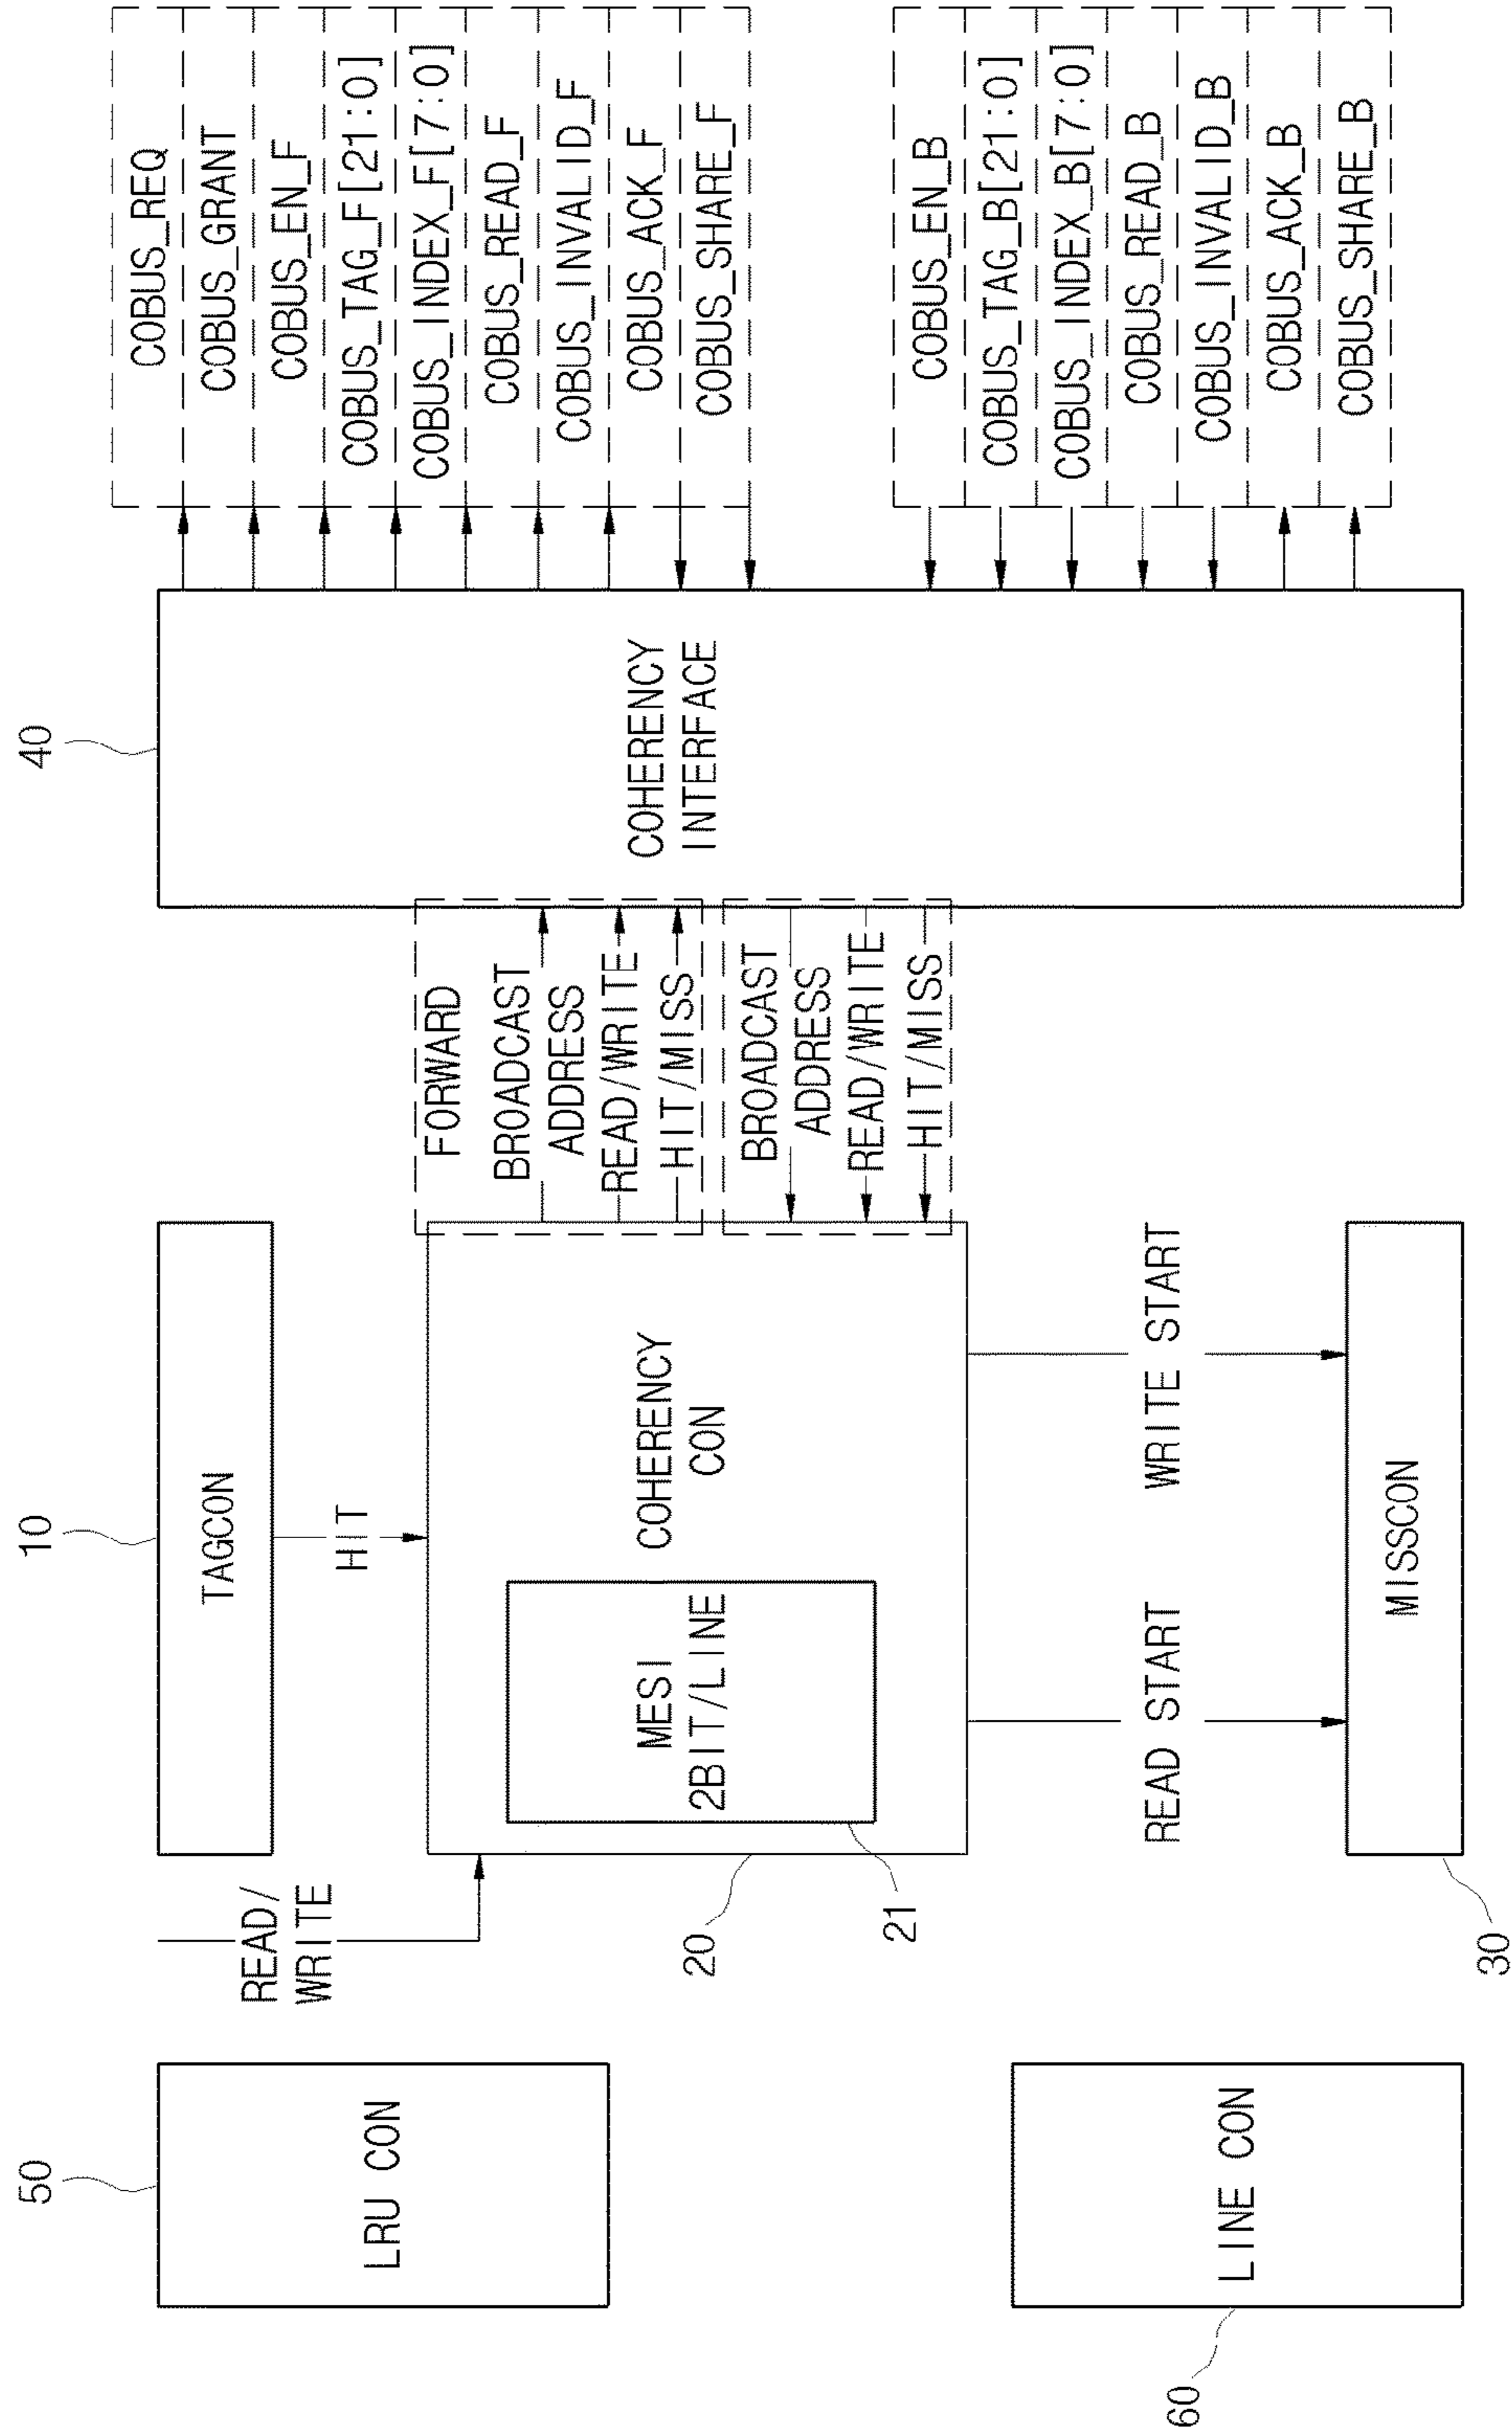 50
LRU CON
LINE CON
60
READ/
WRITE
10
TAGCON
HIT
MESI
2BIT/LINE
COHERENCY
CON
20
21
READ START
WRITE START
MISSCON
30
FORWARD
BROADCAST
ADDRESS
READ/WRITE
HIT/MISS
BROADCAST
ADDRESS
READ/WRITE
HIT/MISS
40
COHERENCY
INTERFACE
COBUS_REQ
COBUS_GRANT
COBUS_EN_F
COBUS_TAG_F[21:0]
COBUS_INDEX_F[7:0]
COBUS_READ_F
COBUS_INVALID_F
COBUS_ACK_F
COBUS_SHARE_F
COBUS_EN_B
COBUS_TAG_B[21:0]
COBUS_INDEX_B[7:0]
COBUS_READ_B
COBUS_INVALID_B
COBUS_ACK_B
COBUS_SHARE_B